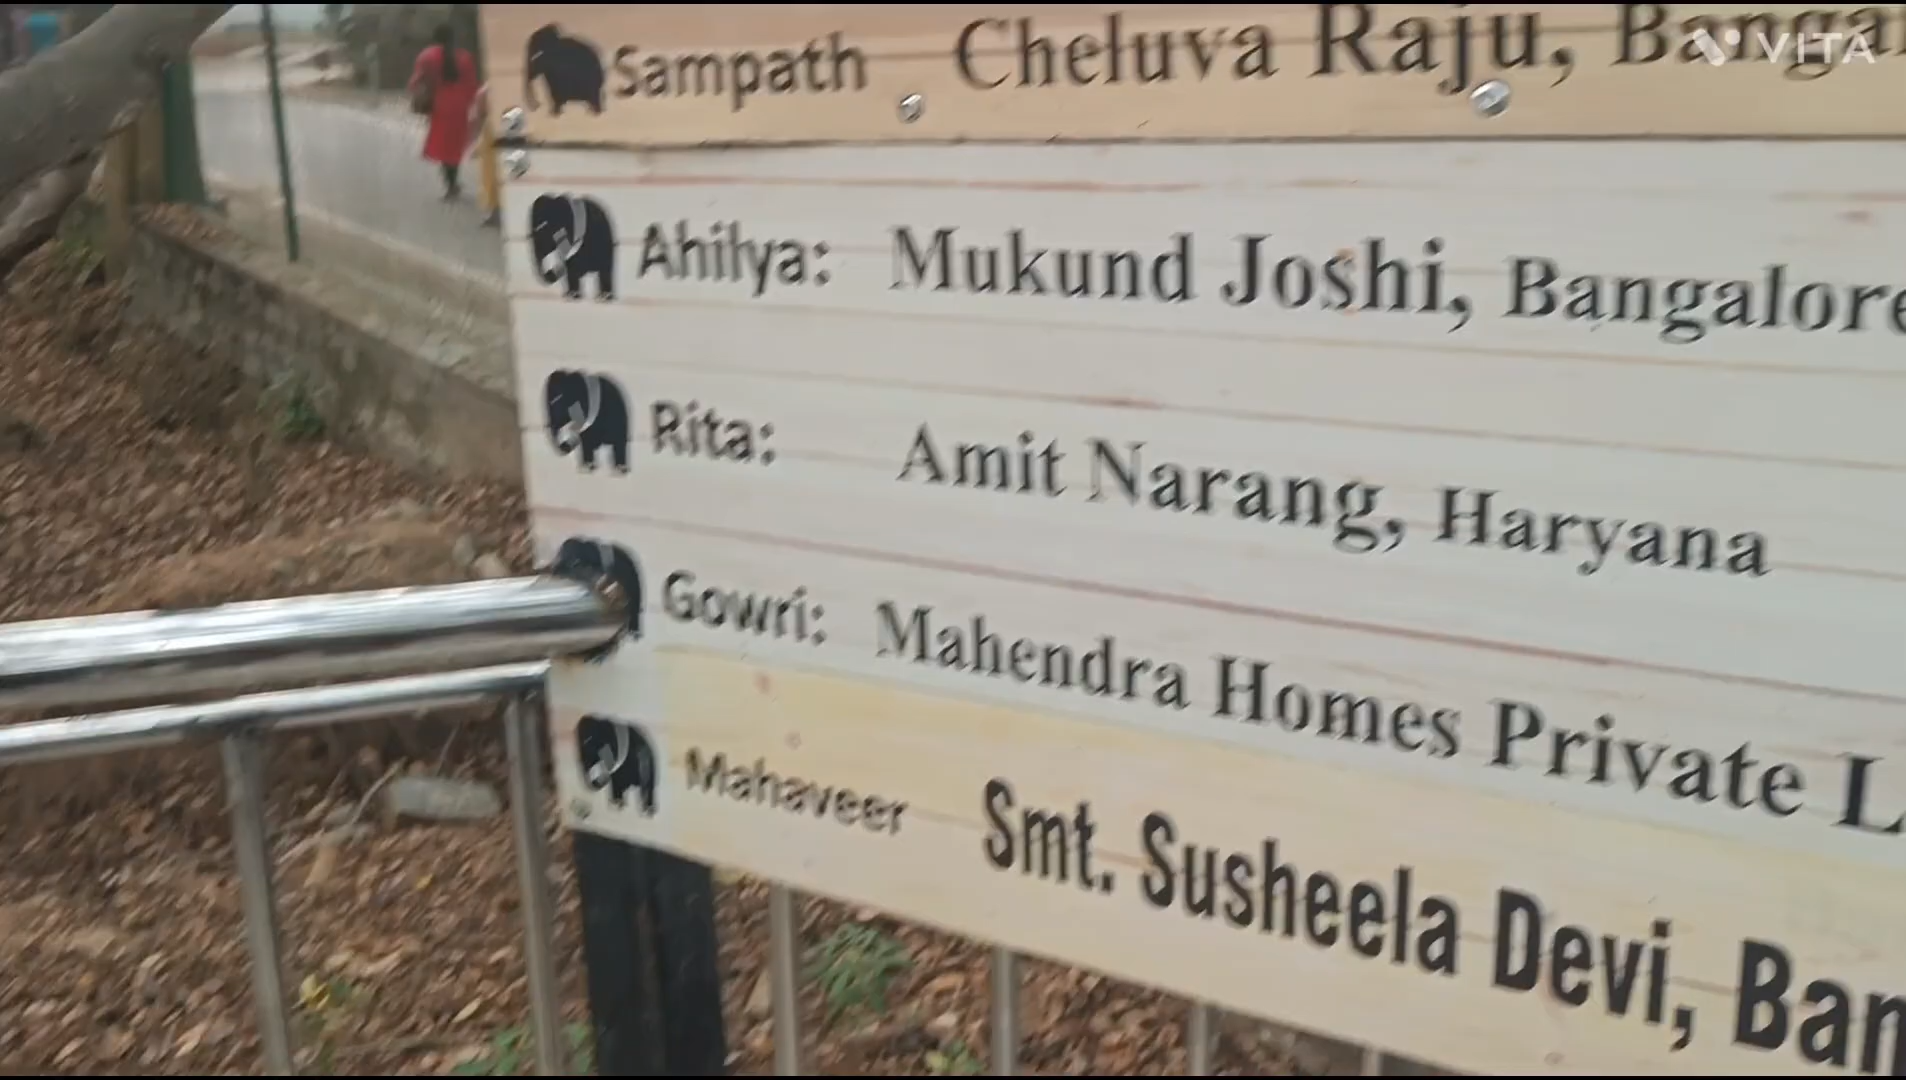 Sampath Cheluva Raju,
VITA
Ahilya: Mukund Joshi, Bangalore
Rita: Amit Narang, Haryana
Gowri: Mahendra Homes Private L
Mahaveer Smt. Susheela Devi, Ban